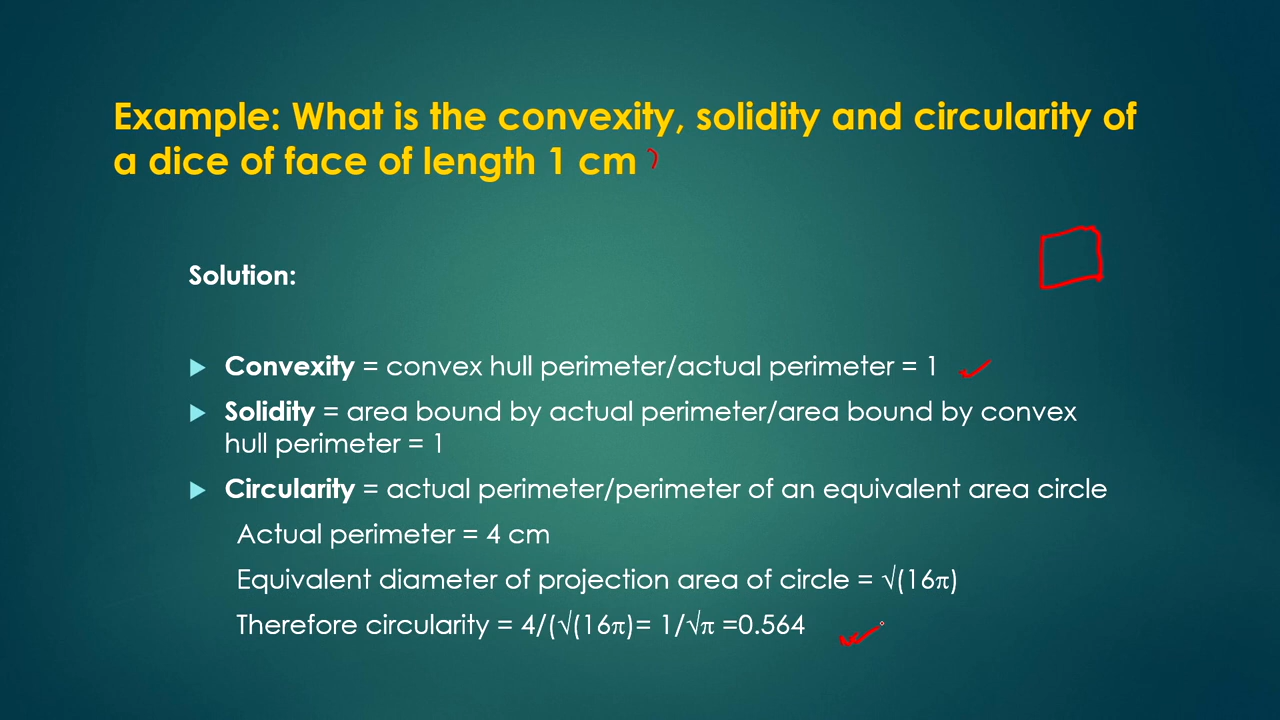 Example: What is the convexity, solidity and circularity of
a dice of face of length 1 cm
Solution:
Convexity = convex hull perimeter/actual perimeter = 1
Solidity = area bound by actual perimeter/area bound by convex
hull perimeter = 1
Circularity = actual perimeter/perimeter of an equivalent area circle
Actual perimeter = 4 cm
Equivalent diameter of projection area of circle = √(16π)
Therefore circularity = 4/(√(16π)= 1/√π =0.564